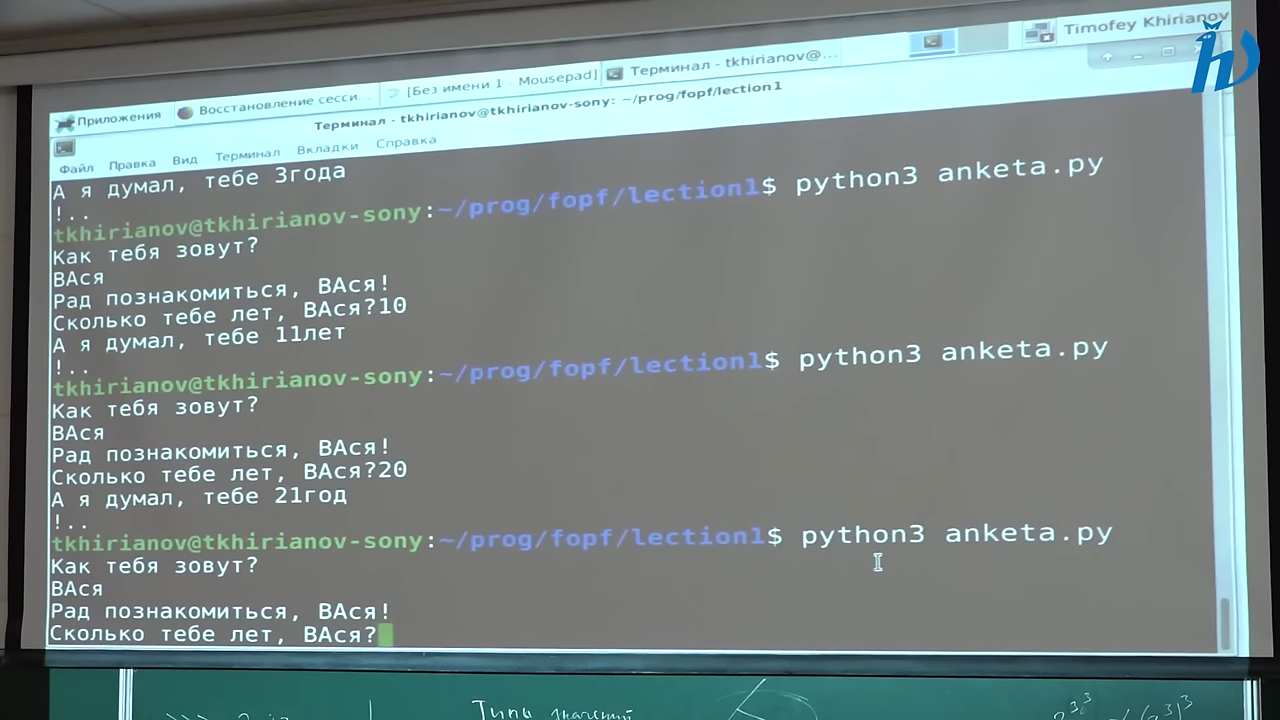 Timofey Khirianov
Приложения
Восстановление сесси...
[Без имени 1 - Mousepad]
Терминал - tkhirianov@...
Терминал - tkhirianov@tkhirianov-sony: ~/prog/fopf/lection1
Файл Правка Вид Терминал Вкладки Справка
А я думал, тебе 3года
!..
tkhirianov@tkhirianov-sony:~/prog/fopf/lection1$ python3 anketa.py
Как тебя зовут?
ВАся
Рад познакомиться, ВАся!
Сколько тебе лет, ВАся?10
А я думал, тебе 11лет
!..
tkhirianov@tkhirianov-sony:~/prog/fopf/lection1$ python3 anketa.py
Как тебя зовут?
ВАся
Рад познакомиться, ВАся!
Сколько тебе лет, ВАся?20
А я думал, тебе 21год
!..
tkhirianov@tkhirianov-sony:~/prog/fopf/lection1$ python3 anketa.py
Как тебя зовут?
ВАся
Рад познакомиться, ВАся!
Сколько тебе лет, ВАся?
Типы значений